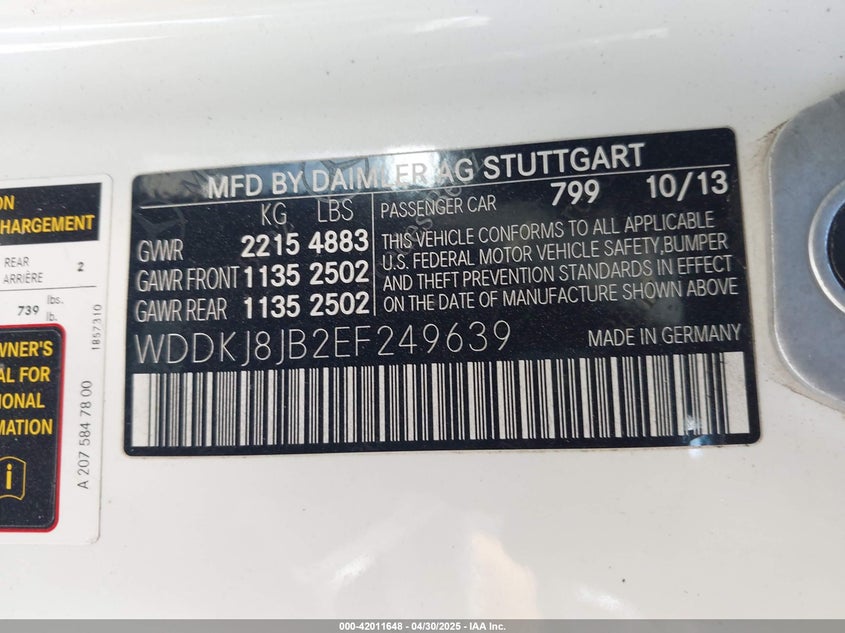 MFD BY DAIMLER AG STUTTGART
KG LBS
GVWR 2215 4883
GAWR FRONT 1135 2502
GAWR REAR 1135 2502
PASSENGER CAR 799 10/13
THIS VEHICLE CONFORMS TO ALL APPLICABLE
U.S. FEDERAL MOTOR VEHICLE SAFETY, BUMPER
AND THEFT PREVENTION STANDARDS IN EFFECT
ON THE DATE OF MANUFACTURE SHOWN ABOVE
WDDKJ8JB2EF249639
ON
HARGEMENT
REAR
ARRIÈRE 2
739 lbs.
lb.
1857310
WNER'S
AL FOR
IONAL
MATION
i
A 207 584 78 00
000-42011648 - 04/30/2025 - IAA Inc.